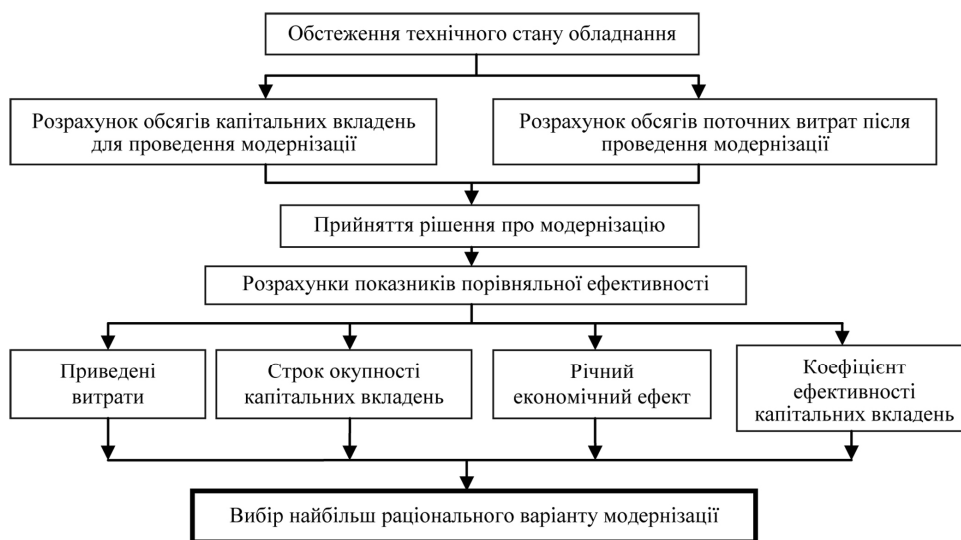 Обстеження технічного стану обладнання
Розрахунок обсягів капітальних вкладень
для проведення модернізації
Розрахунок обсягів поточних витрат після
проведення модернізації
Прийняття рішення про модернізацію
Розрахунки показників порівняльної ефективності
Приведені
витрати
Строк окупності
капітальних вкладень
Річний
економічний ефект
Коефіцієнт
ефективності
капітальних вкладень
Вибір найбільш раціонального варіанту модернізації